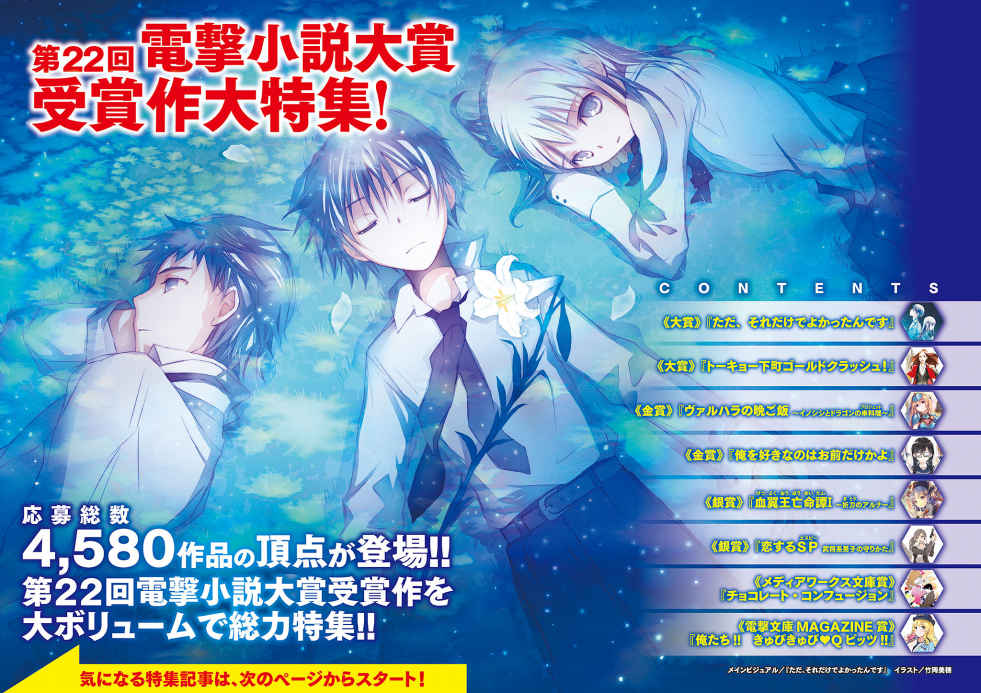 第22回 電撃小説大賞
受賞作大特集!
CONTENTS
《大賞》『ただ、それだけでよかったんです』
《大賞》『トーキョー下町ゴールドクラッシュ!』
《金賞》『ヴァルハラの晩ご飯 ～イノシシとドラゴンの串料理～』
《金賞》『俺を好きなのはお前だけかよ』
《銀賞》『血翼王亡命譚I ―祈刀のアルナ―』
《銀賞》『恋するSP 武将系男子の守りかた』
《メディアワークス文庫賞》
『チョコレート・コンフュージョン』
《電撃文庫MAGAZINE賞》
『俺たち!! きゅぴきゅぴ♥Qピッツ!!』
応募総数
4,580作品の頂点が登場!!
第22回電撃小説大賞受賞作を
大ボリュームで総力特集!!
気になる特集記事は、次のページからスタート!
メインビジュアル/『ただ、それだけでよかったんです』 イラスト/竹岡美穂